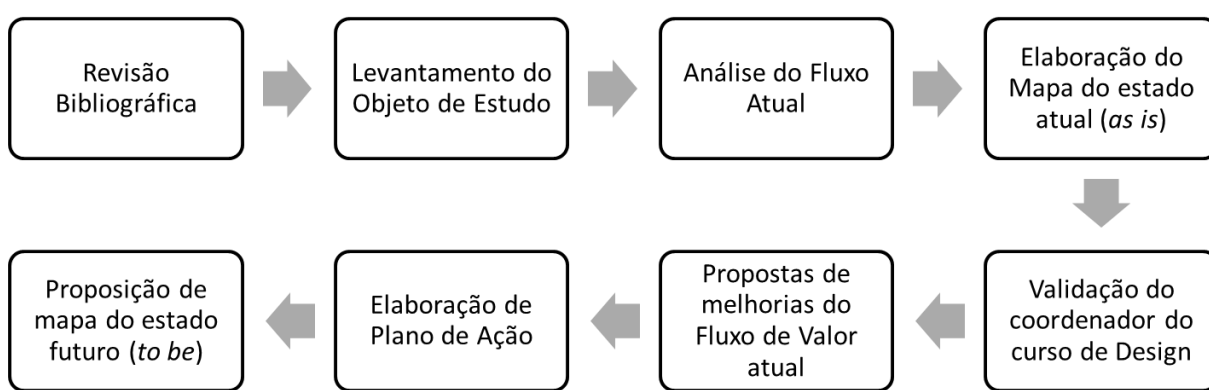 Revisão
Bibliográfica
Levantamento do
Objeto de Estudo
Análise do Fluxo
Atual
Elaboração do
Mapa do estado
atual (as is)
Validação do
coordenador do
curso de Design
Propostas de
melhorias do
Fluxo de Valor
atual
Elaboração de
Plano de Ação
Proposição de
mapa do estado
futuro (to be)